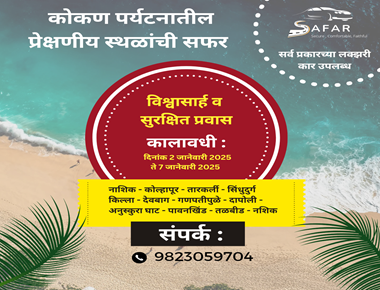 कोकण पर्यटनातील
प्रेक्षणीय स्थळांची सफर
SAFAR
सर्व प्रकारच्या लक्झरी
कार उपलब्ध
विश्वासार्ह व
सुरक्षित प्रवास
कालावधी :
दिनांक 2 जानेवारी 2025
ते 7 जानेवारी 2025
नाशिक - कोल्हापूर - तारकर्ली - सिंधुदुर्ग
किल्ला - देवबाग - गणपतीपुळे - दापोली -
अनुस्कुरा घाट - पावनखिंड - तळबीड - नशिक
संपर्क :
9823059704